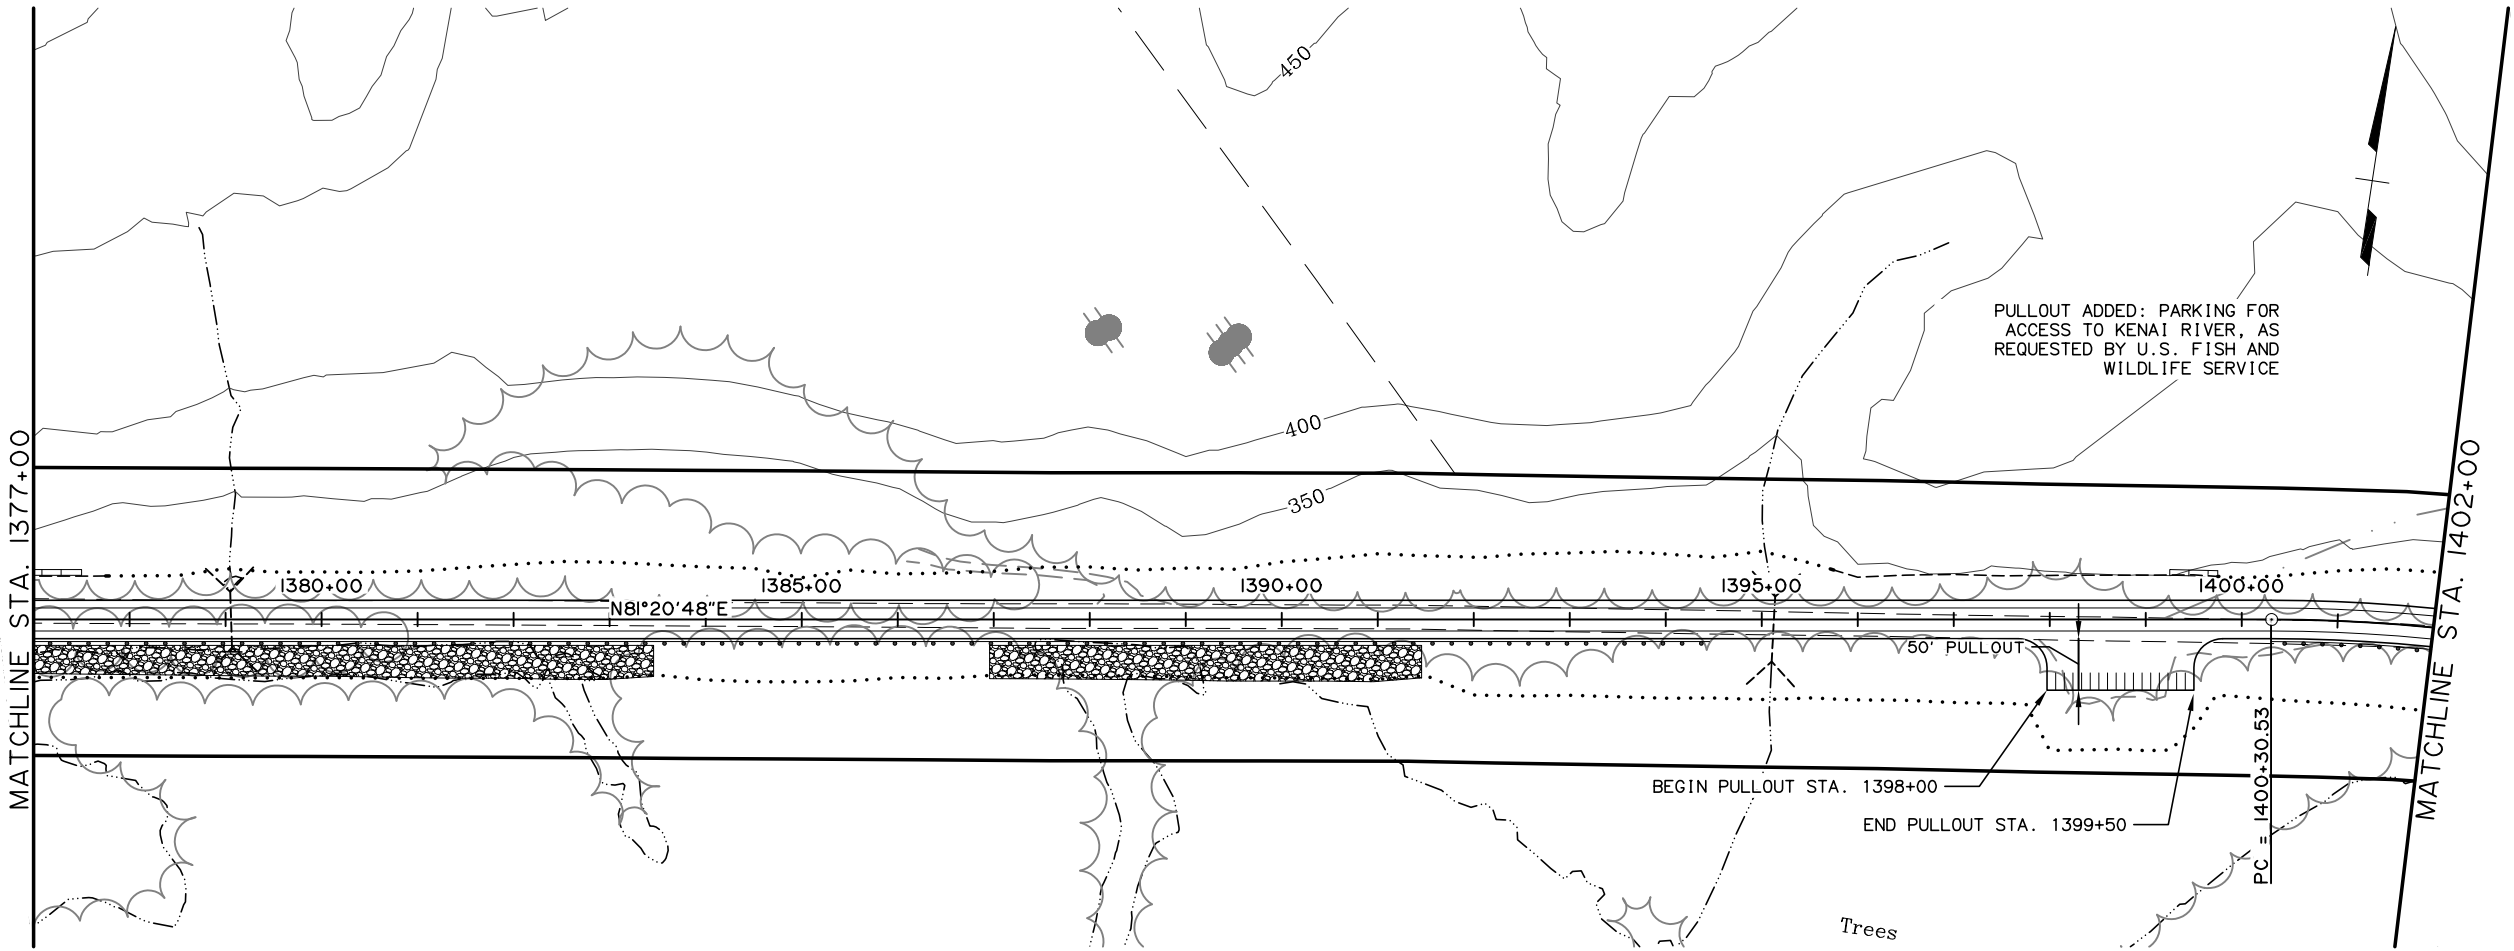 450
PULLOUT ADDED: PARKING FOR
ACCESS TO KENAI RIVER, AS
REQUESTED BY U.S. FISH AND
WILDLIFE SERVICE
400
350
MATCHLINE STA. 1377+00
1380+00
1385+00
1390+00
1395+00
1400+00
MATCHLINE STA. 1402+00
N81°20'48"E
50' PULLOUT
BEGIN PULLOUT STA. 1398+00
END PULLOUT STA. 1399+50
PC = 1400+30.53
Trees